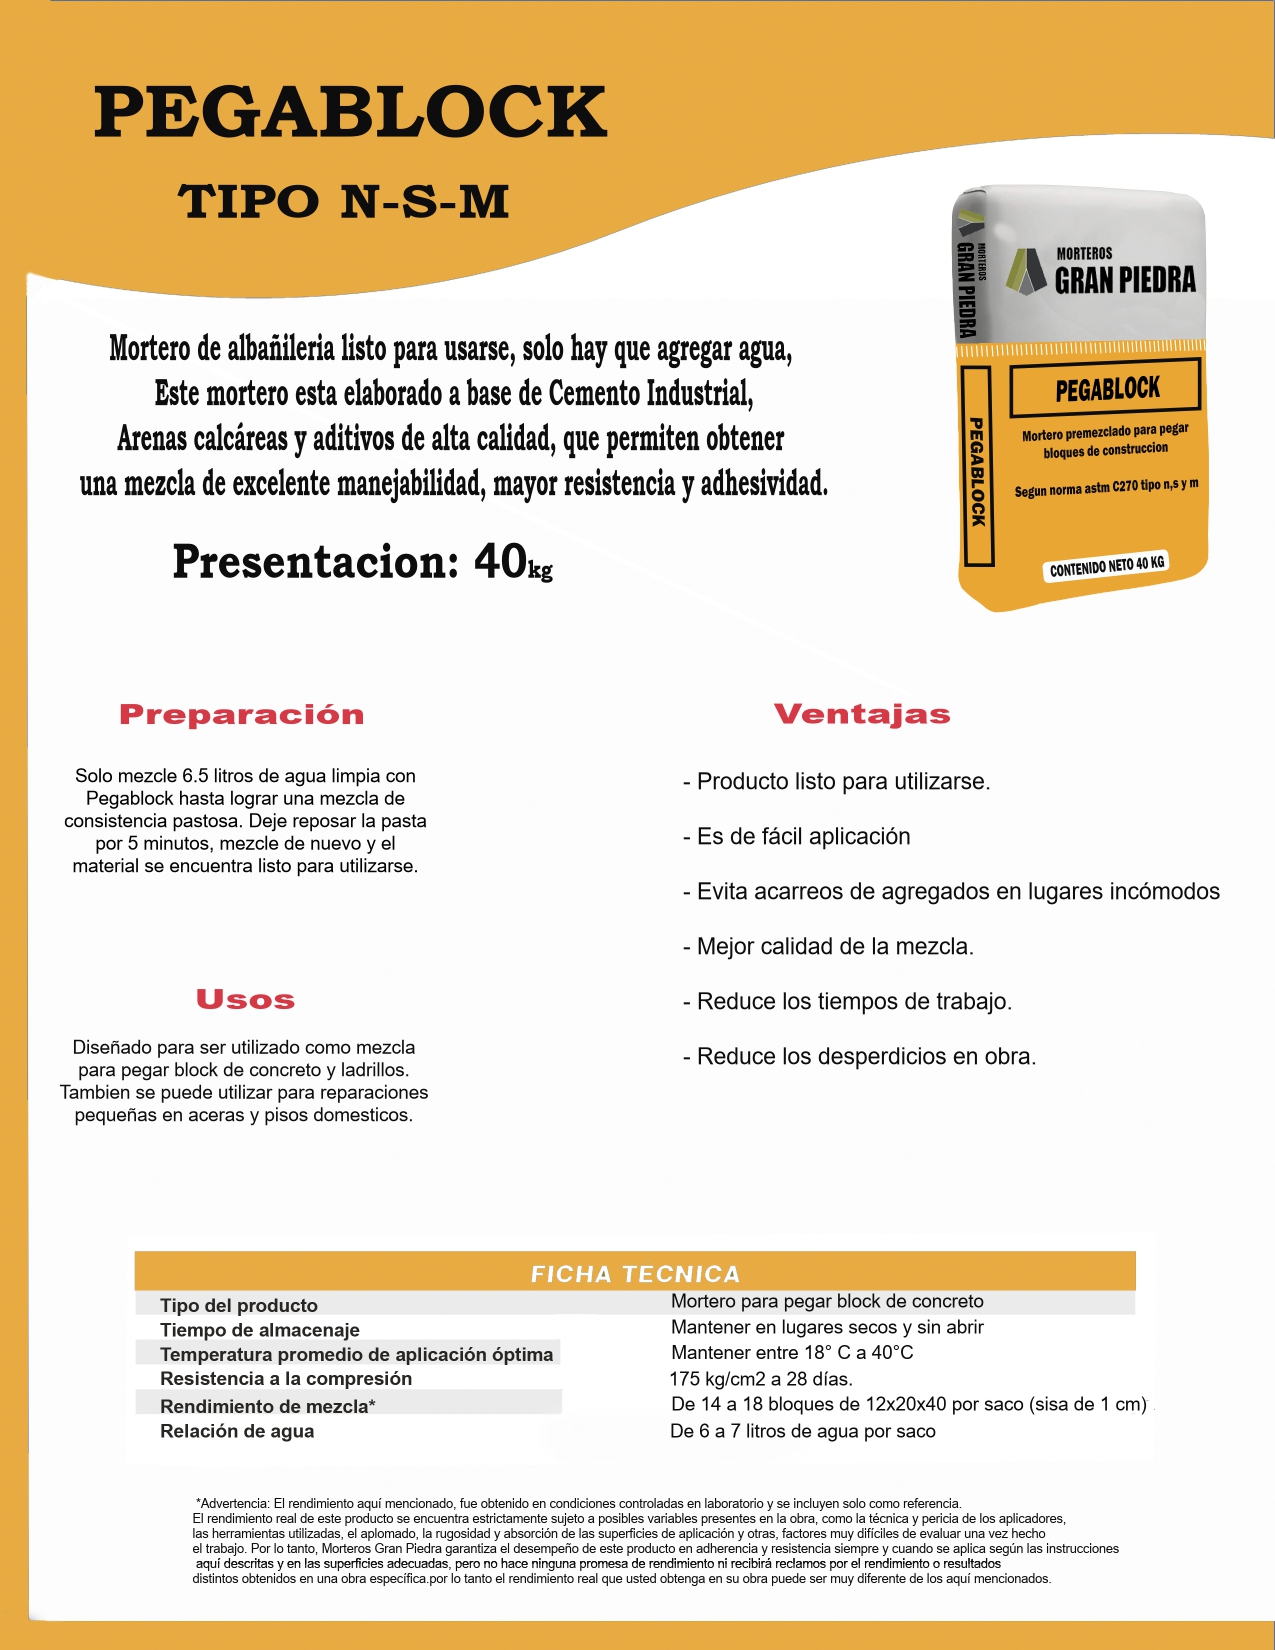 PEGABLOCK
TIPO N-S-M
MORTEROS
GRAN PIEDRA
MORTEROS
GRAN PIEDRA
PEGABLOCK
PEGABLOCK
Mortero premezclado para pegar
bloques de construccion
Segun norma astm C270 tipo n,s y m
CONTENIDO NETO 40 KG
Mortero de albañileria listo para usarse, solo hay que agregar agua,
Este mortero esta elaborado a base de Cemento Industrial,
Arenas calcáreas y aditivos de alta calidad, que permiten obtener
una mezcla de excelente manejabilidad, mayor resistencia y adhesividad.
Presentacion: 40kg
Preparación
Solo mezcle 6.5 litros de agua limpia con
Pegablock hasta lograr una mezcla de
consistencia pastosa. Deje reposar la pasta
por 5 minutos, mezcle de nuevo y el
material se encuentra listo para utilizarse.
Usos
Diseñado para ser utilizado como mezcla
para pegar block de concreto y ladrillos.
Tambien se puede utilizar para reparaciones
pequeñas en aceras y pisos domesticos.
Ventajas
- Producto listo para utilizarse.
- Es de fácil aplicación
- Evita acarreos de agregados en lugares incómodos
- Mejor calidad de la mezcla.
- Reduce los tiempos de trabajo.
- Reduce los desperdicios en obra.
FICHA TECNICA
Tipo del producto Mortero para pegar block de concreto
Tiempo de almacenaje Mantener en lugares secos y sin abrir
Temperatura promedio de aplicación óptima Mantener entre 18° C a 40°C
Resistencia a la compresión 175 kg/cm2 a 28 días.
Rendimiento de mezcla* De 14 a 18 bloques de 12x20x40 por saco (sisa de 1 cm)
Relación de agua De 6 a 7 litros de agua por saco
*Advertencia: El rendimiento aquí mencionado, fue obtenido en condiciones controladas en laboratorio y se incluyen solo como referencia.
El rendimiento real de este producto se encuentra estrictamente sujeto a posibles variables presentes en la obra, como la técnica y pericia de los aplicadores,
las herramientas utilizadas, el aplomado, la rugosidad y absorción de las superficies de aplicación y otras, factores muy difíciles de evaluar una vez hecho
el trabajo. Por lo tanto, Morteros Gran Piedra garantiza el desempeño de este producto en adherencia y resistencia siempre y cuando se aplica según las instrucciones
aquí descritas y en las superficies adecuadas, pero no hace ninguna promesa de rendimiento ni recibirá reclamos por el rendimiento o resultados
distintos obtenidos en una obra específica.por lo tanto el rendimiento real que usted obtenga en su obra puede ser muy diferente de los aquí mencionados.